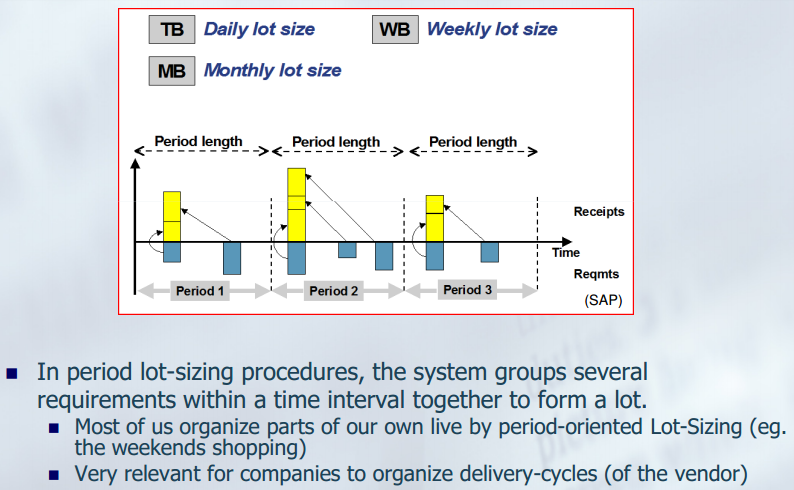 TB Daily lot size WB Weekly lot size
MB Monthly lot size
Period length Period length Period length
Receipts
Time
Reqmts
Period 1 Period 2 Period 3
(SAP)
In period lot-sizing procedures, the system groups several
requirements within a time interval together to form a lot.
Most of us organize parts of our own live by period-oriented Lot-Sizing (eg.
the weekends shopping)
Very relevant for companies to organize delivery-cycles (of the vendor)